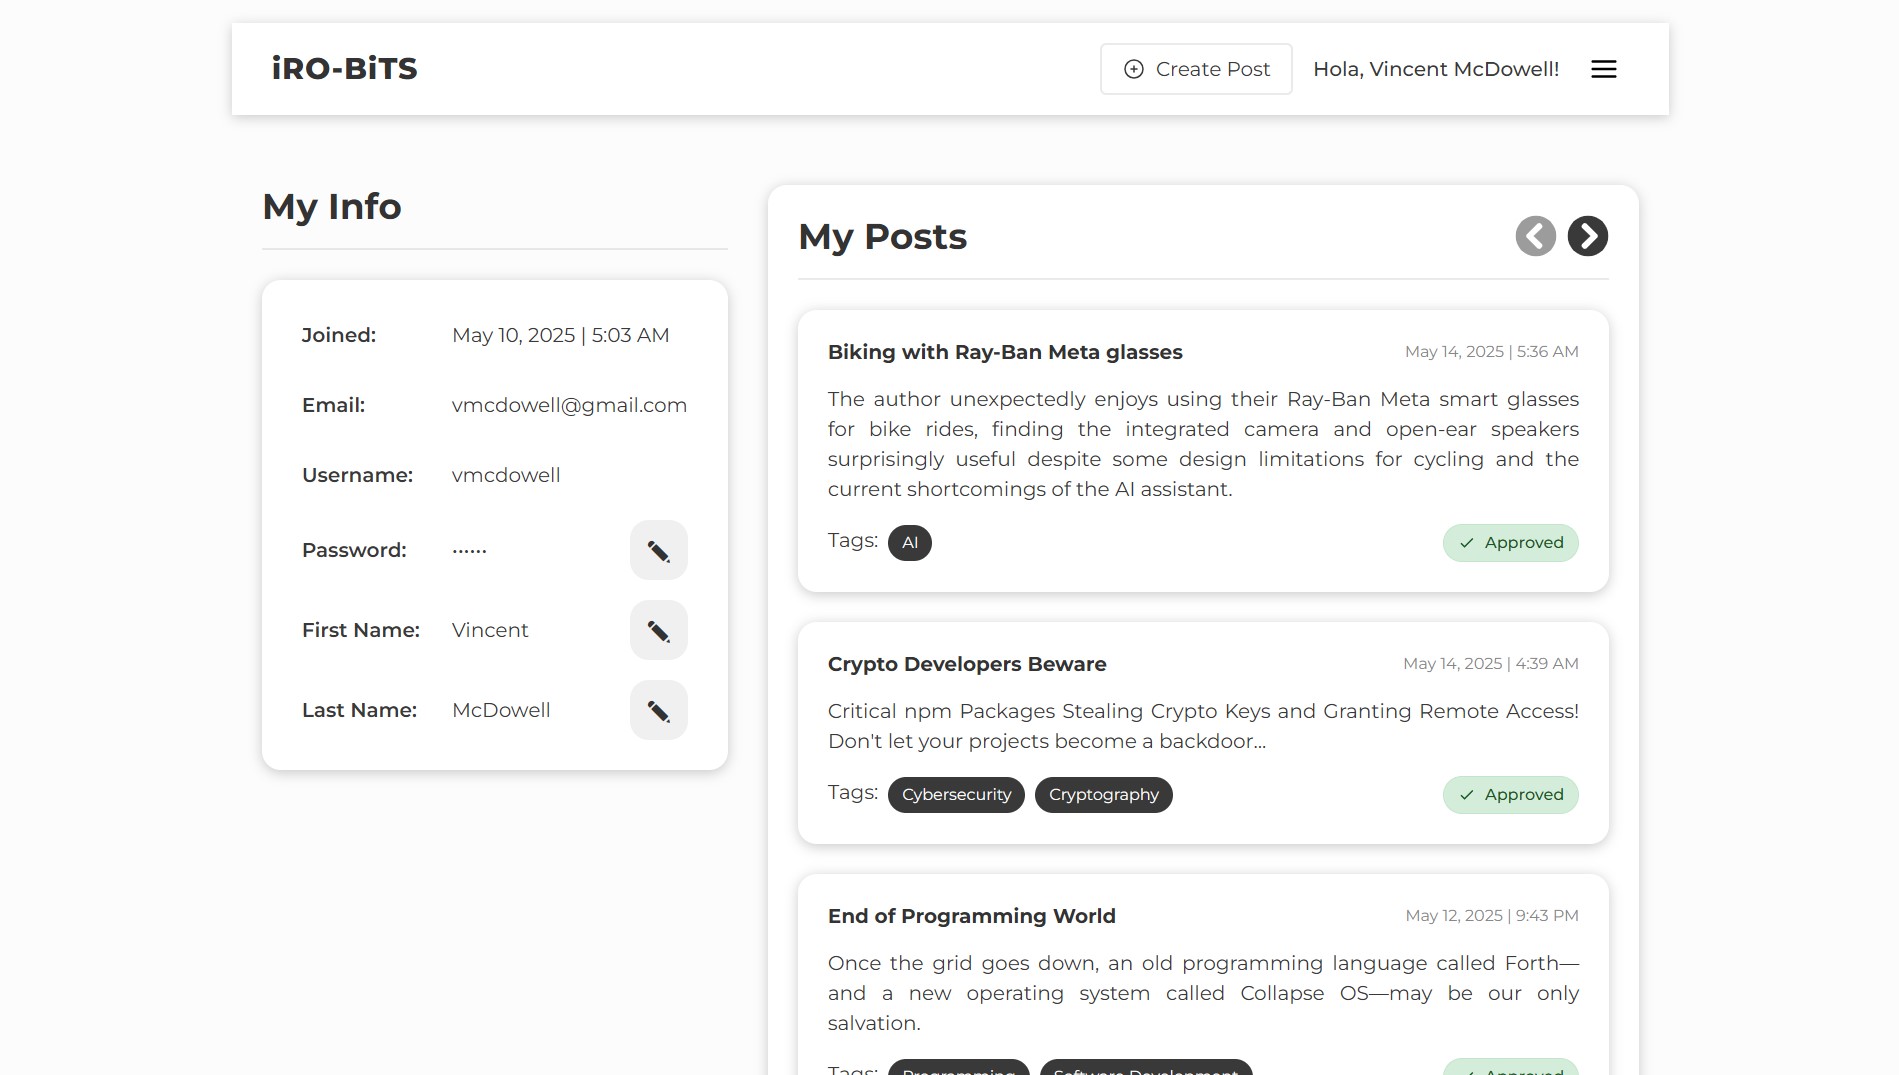 iRO-BiTS
Create Post
Hola, Vincent McDowell!
My Info
Joined: May 10, 2025 | 5:03 AM
Email: vmcdowell@gmail.com
Username: vmcdowell
Password: ······
First Name: Vincent
Last Name: McDowell
My Posts
Biking with Ray-Ban Meta glasses
May 14, 2025 | 5:36 AM
The author unexpectedly enjoys using their Ray-Ban Meta smart glasses
for bike rides, finding the integrated camera and open-ear speakers
surprisingly useful despite some design limitations for cycling and the
current shortcomings of the AI assistant.
Tags: AI
Approved
Crypto Developers Beware
May 14, 2025 | 4:39 AM
Critical npm Packages Stealing Crypto Keys and Granting Remote Access!
Don't let your projects become a backdoor...
Tags: Cybersecurity Cryptography
Approved
End of Programming World
May 12, 2025 | 9:43 PM
Once the grid goes down, an old programming language called Forth—
and a new operating system called Collapse OS—may be our only
salvation.
Tags: Programming Software Development
Approved